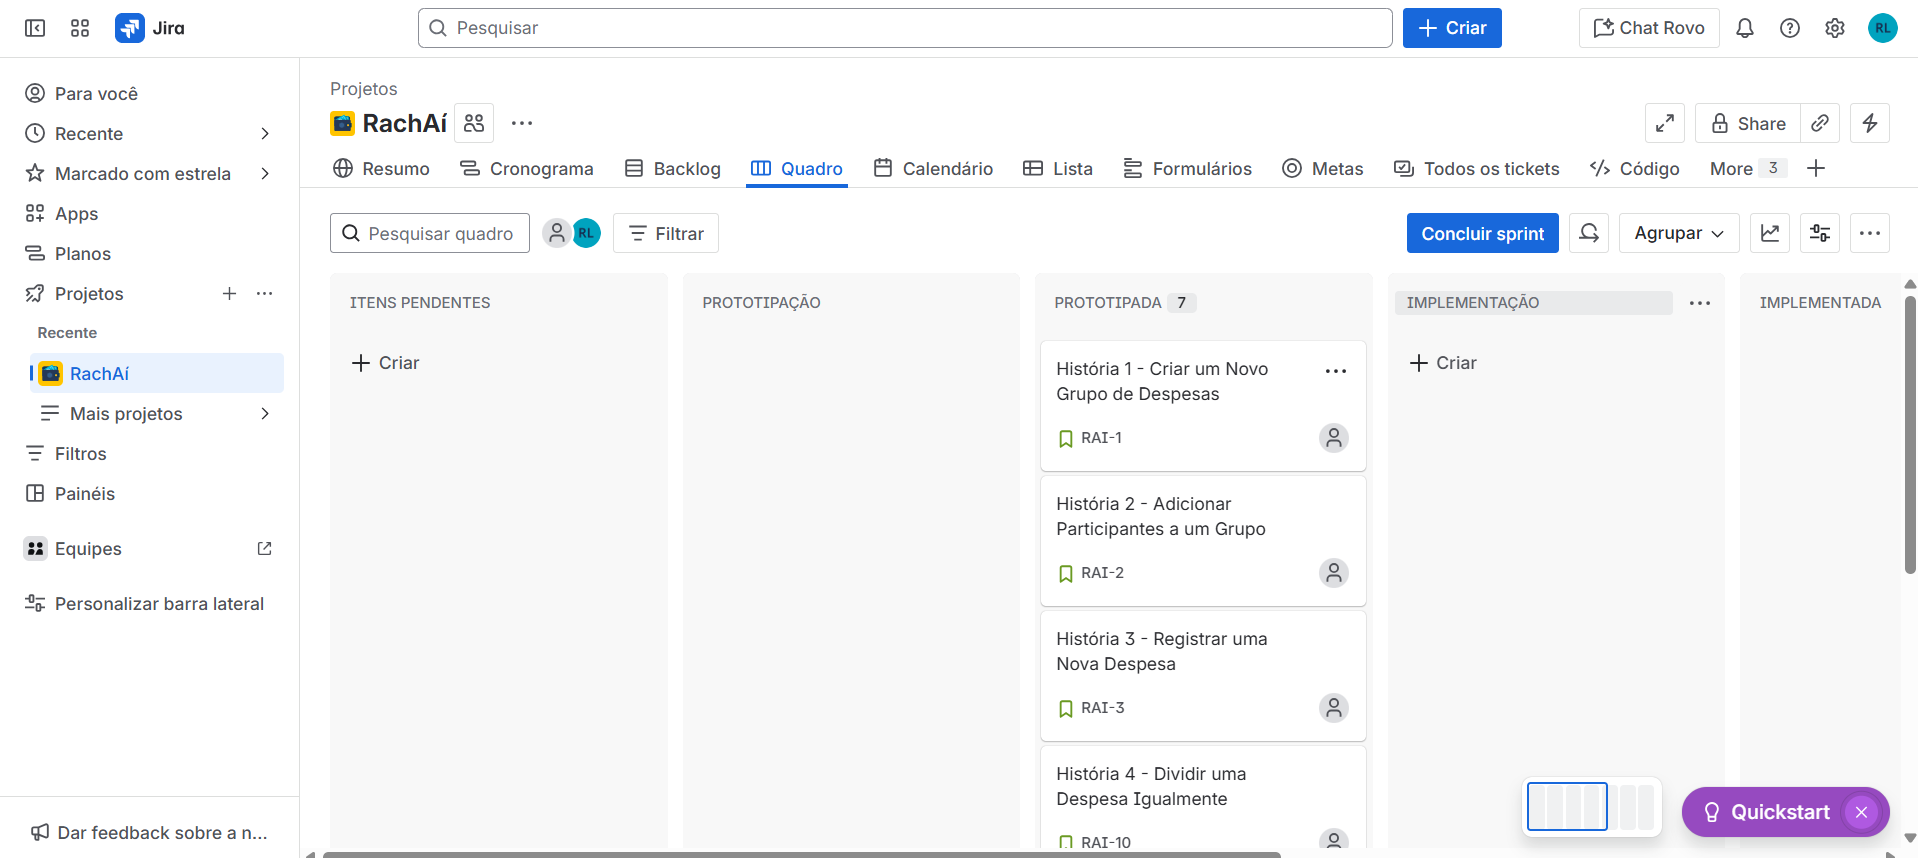 Jira
Pesquisar
Criar
Chat Rovo
RL
Para você
Recente
Marcado com estrela
Apps
Planos
Projetos
Recente
RachAí
Mais projetos
Filtros
Painéis
Equipes
Personalizar barra lateral
Dar feedback sobre a n...
Projetos
RachAí
Share
Resumo
Cronograma
Backlog
Quadro
Calendário
Lista
Formulários
Metas
Todos os tickets
Código
More 3
Pesquisar quadro
RL
Filtrar
Concluir sprint
Agrupar
ITENS PENDENTES
Criar
PROTOTIPAÇÃO
PROTOTIPADA 7
História 1 - Criar um Novo
Grupo de Despesas
RAI-1
História 2 - Adicionar
Participantes a um Grupo
RAI-2
História 3 - Registrar uma
Nova Despesa
RAI-3
História 4 - Dividir uma
Despesa Igualmente
RAI-10
IMPLEMENTAÇÃO
Criar
IMPLEMENTADA
Quickstart